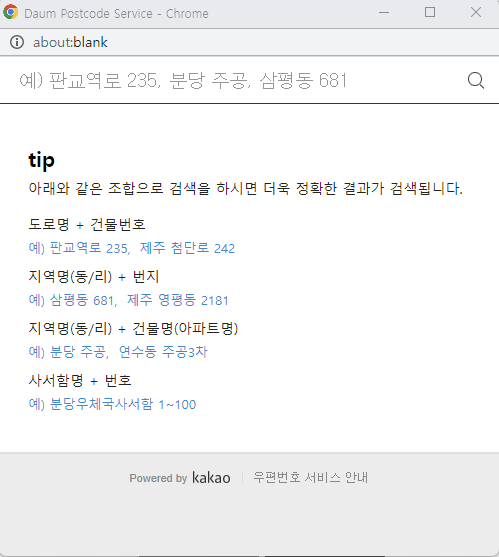 Daum Postcode Service - Chrome
about:blank
예) 판교역로 235, 분당 주공, 삼평동 681
tip
아래와 같은 조합으로 검색을 하시면 더욱 정확한 결과가 검색됩니다.
도로명 + 건물번호
예) 판교역로 235, 제주 첨단로 242
지역명(동/리) + 번지
예) 삼평동 681, 제주 영평동 2181
지역명(동/리) + 건물명(아파트명)
예) 분당 주공, 연수동 주공3차
사서함명 + 번호
예) 분당우체국사서함 1~100
Powered by kakao 우편번호 서비스 안내